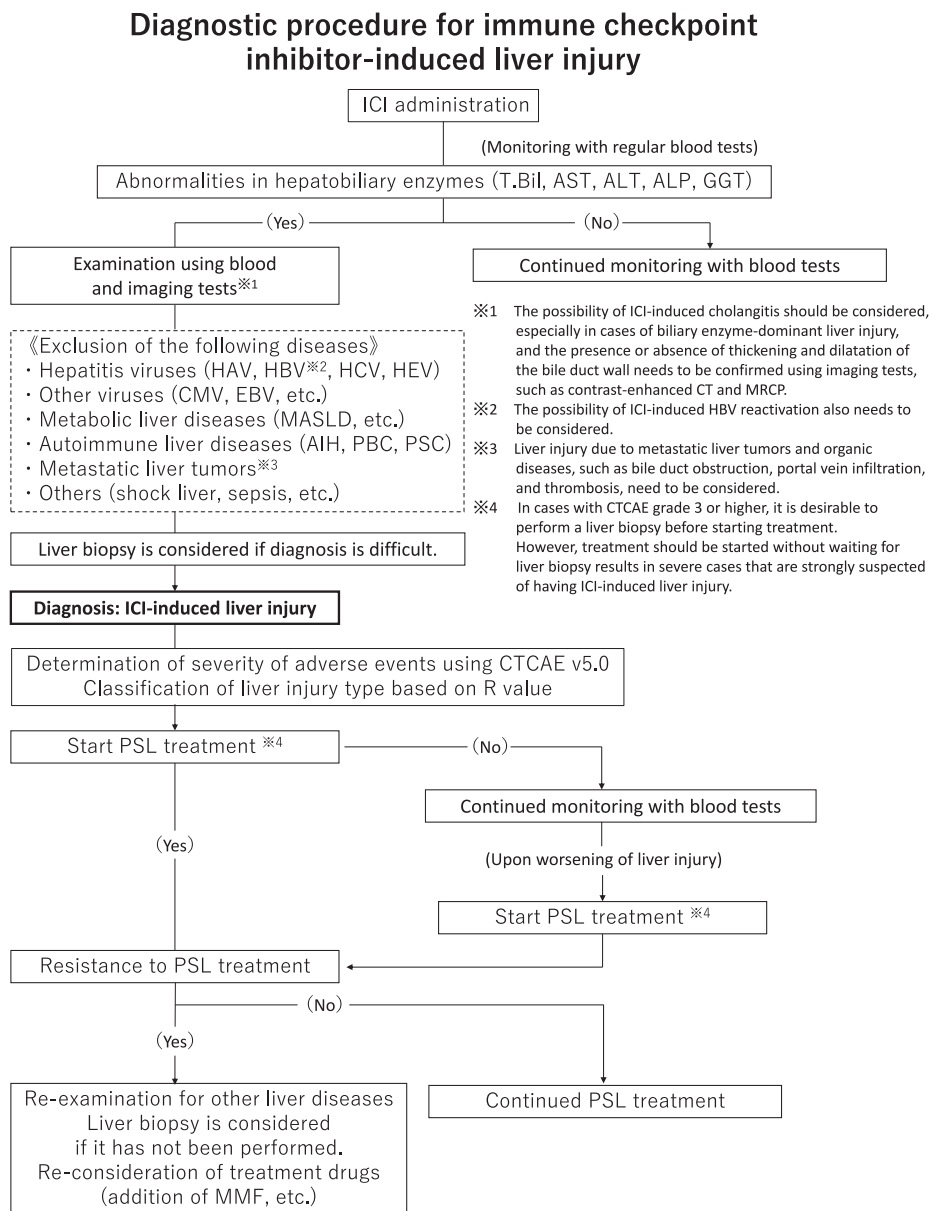 Diagnostic procedure for immune checkpoint
inhibitor-induced liver injury
ICI administration
(Monitoring with regular blood tests)
Abnormalities in hepatobiliary enzymes (T.Bil, AST, ALT, ALP, GGT)
(Yes)
(No)
Examination using blood
and imaging tests※1
Continued monitoring with blood tests
《Exclusion of the following diseases》
・Hepatitis viruses (HAV, HBV※2, HCV, HEV)
・Other viruses (CMV, EBV, etc.)
・Metabolic liver diseases (MASLD, etc.)
・Autoimmune liver diseases (AIH, PBC, PSC)
・Metastatic liver tumors※3
・Others (shock liver, sepsis, etc.)
※1 The possibility of ICI-induced cholangitis should be considered,
especially in cases of biliary enzyme-dominant liver injury,
and the presence or absence of thickening and dilatation of
the bile duct wall needs to be confirmed using imaging tests,
such as contrast-enhanced CT and MRCP.
※2 The possibility of ICI-induced HBV reactivation also needs to
be considered.
※3 Liver injury due to metastatic liver tumors and organic
diseases, such as bile duct obstruction, portal vein infiltration,
and thrombosis, need to be considered.
※4 In cases with CTCAE grade 3 or higher, it is desirable to
perform a liver biopsy before starting treatment.
However, treatment should be started without waiting for
liver biopsy results in severe cases that are strongly suspected
of having ICI-induced liver injury.
Liver biopsy is considered if diagnosis is difficult.
Diagnosis: ICI-induced liver injury
Determination of severity of adverse events using CTCAE v5.0
Classification of liver injury type based on R value
Start PSL treatment ※4
(No)
Continued monitoring with blood tests
(Yes)
(Upon worsening of liver injury)
Start PSL treatment ※4
Resistance to PSL treatment
(No)
(Yes)
Re-examination for other liver diseases
Liver biopsy is considered
if it has not been performed.
Re-consideration of treatment drugs
(addition of MMF, etc.)
Continued PSL treatment